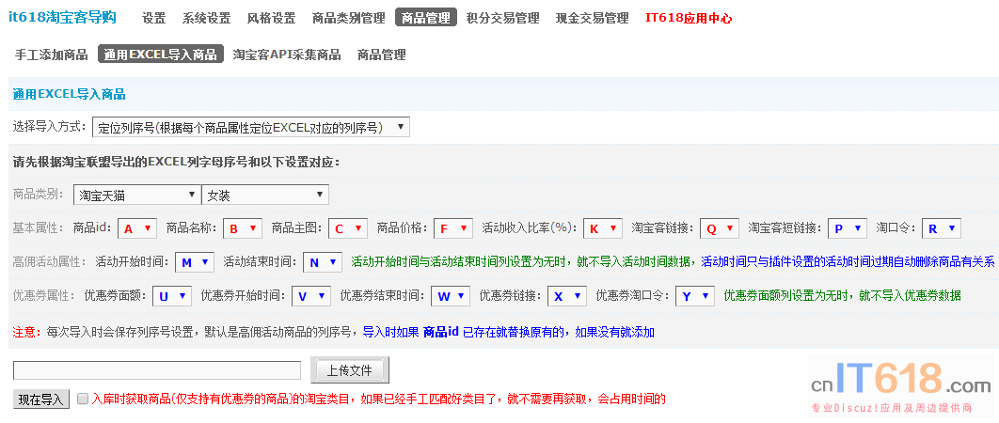 it618淘宝客导购 设置 系统设置 风格设置 商品类别管理 商品管理 积分交易管理 现金交易管理 IT618应用中心
手工添加商品 通用EXCEL导入商品 淘宝客API采集商品 商品管理
通用EXCEL导入商品
选择导入方式: 定位列序号(根据每个商品属性定位EXCEL对应的列序号)
请先根据淘宝联盟导出的EXCEL列字母序号和以下设置对应:
商品类别: 淘宝天猫 女装
基本属性: 商品id: A 商品名称: B 商品主图: C 商品价格: F 活动收入比率(%): K 淘宝客链接: Q 淘宝客短链接: P 淘口令: R
高佣活动属性: 活动开始时间: M 活动结束时间: N 活动开始时间与活动结束时间列设置为无时，就不导入活动时间数据，活动时间只与插件设置的活动时间过期自动删除商品有关系
优惠券属性: 优惠券面额: U 优惠券开始时间: V 优惠券结束时间: W 优惠券链接: X 优惠券淘口令: Y 优惠券面额列设置为无时，就不导入优惠券数据
注意: 每次导入时会保存列序号设置，默认是高佣活动商品的列序号，导入时如果 商品id 已存在就替换原有的，如果没有就添加
上传文件
现在导入 入库时获取商品(仅支持有优惠券的商品)的淘宝类目，如果已经手工匹配好类目了，就不需要再获取，会占用时间的
cnIT618.com
专业Discuz!应用及周边提供商